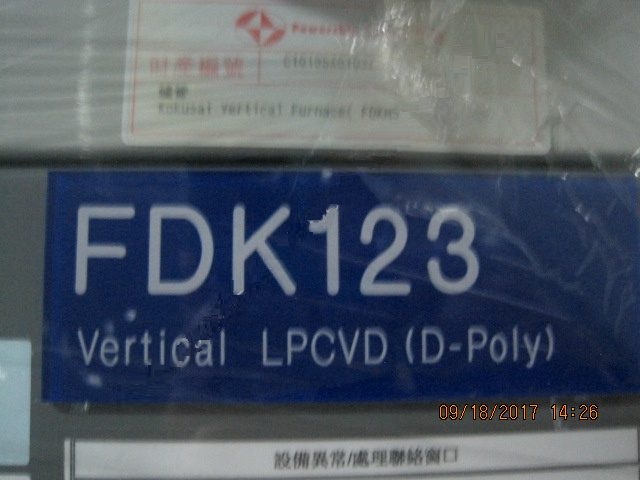 財產編號
Kokusai Vertical Furnace(
FDK123
Vertical LPCVD (D-Poly)
09/18/2017 14:26
設備異常/處理聯絡窗口